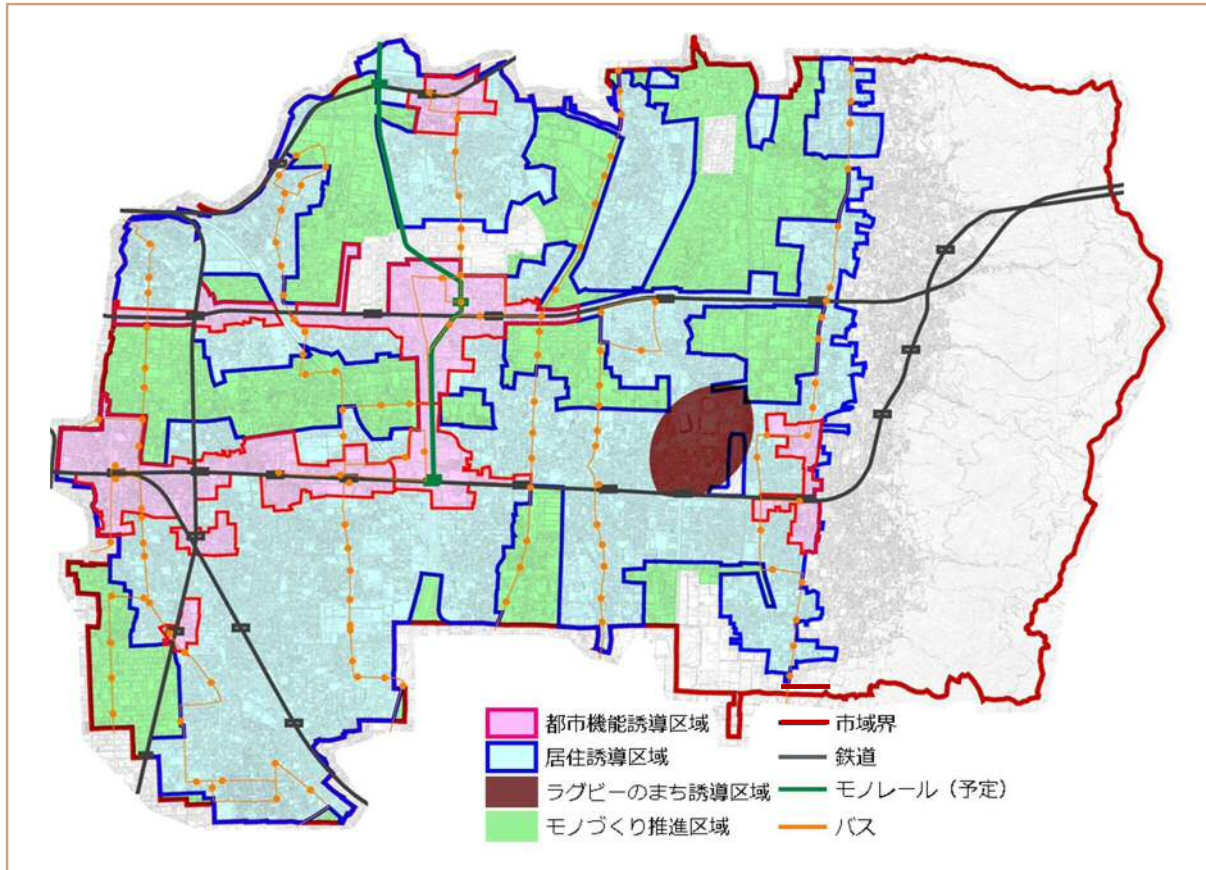 都市機能誘導区域
居住誘導区域
ラグビーのまち誘導区域
モノづくり推進区域
市域界
鉄道
モノレール（予定）
バス